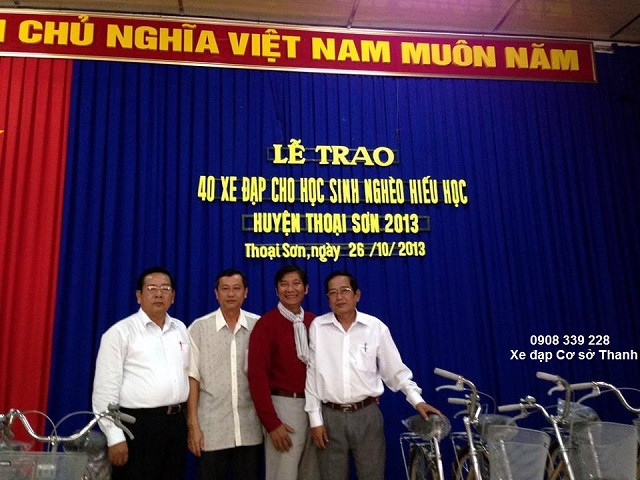 CHỦ NGHĨA VIỆT NAM MUÔN NĂM
LỄ TRAO
40 XE ĐẠP CHO HỌC SINH NGHÈO HIẾU HỌC
HUYỆN THOẠI SƠN 2013
Thoại Sơn, ngày 26 /10/ 2013
0908 339 228
Xe đạp Cơ sở Thanh